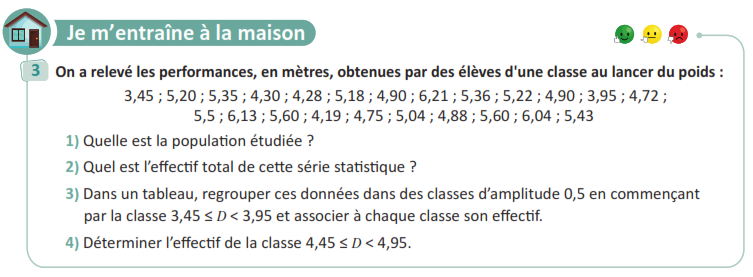 Je m'entraîne à la maison
3 On a relevé les performances, en mètres, obtenues par des élèves d'une classe au lancer du poids :
3,45 ; 5,20 ; 5,35 ; 4,30 ; 4,28 ; 5,18 ; 4,90 ; 6,21 ; 5,36 ; 5,22 ; 4,90 ; 3,95 ; 4,72 ;
5,5 ; 6,13 ; 5,60 ; 4,19 ; 4,75 ; 5,04 ; 4,88 ; 5,60 ; 6,04 ; 5,43
1) Quelle est la population étudiée ?
2) Quel est l'effectif total de cette série statistique ?
3) Dans un tableau, regrouper ces données dans des classes d'amplitude 0,5 en commençant
par la classe 3,45 ≤ D < 3,95 et associer à chaque classe son effectif.
4) Déterminer l'effectif de la classe 4,45 ≤ D < 4,95.